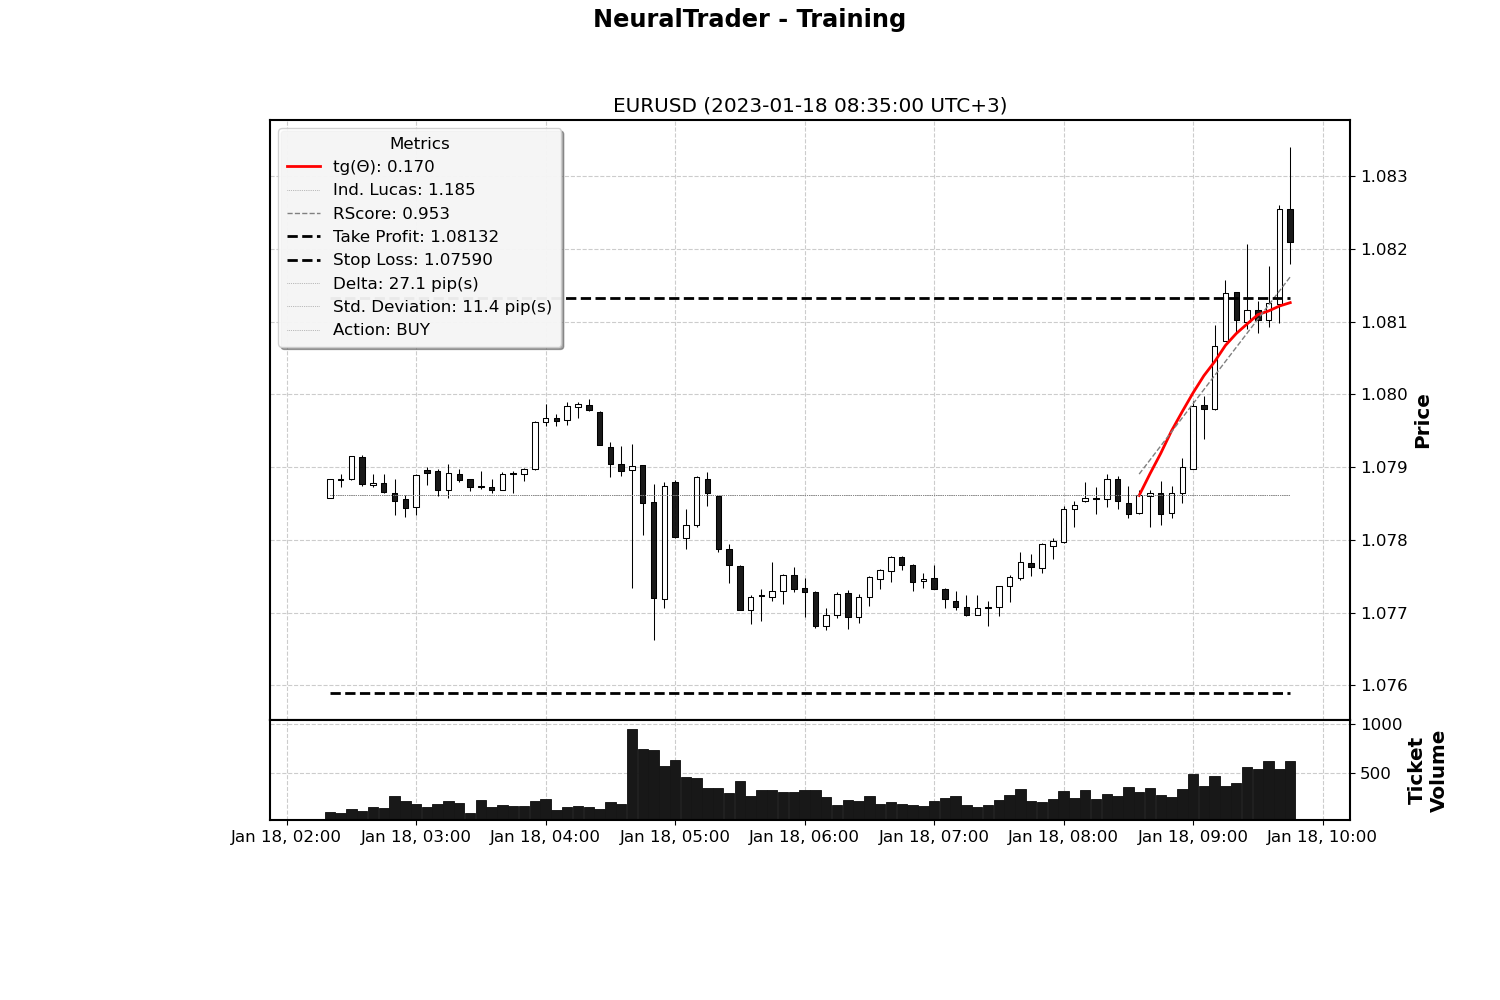 NeuralTrader - Training
EURUSD (2023-01-18 08:35:00 UTC+3)
Metrics
tg(Θ): 0.170
Ind. Lucas: 1.185
RScore: 0.953
Take Profit: 1.08132
Stop Loss: 1.07590
Delta: 27.1 pip(s)
Std. Deviation: 11.4 pip(s)
Action: BUY
1.083
1.082
1.081
1.080
1.079
1.078
1.077
1.076
Price
1000
500
Ticket
Volume
Jan 18, 02:00
Jan 18, 03:00
Jan 18, 04:00
Jan 18, 05:00
Jan 18, 06:00
Jan 18, 07:00
Jan 18, 08:00
Jan 18, 09:00
Jan 18, 10:00